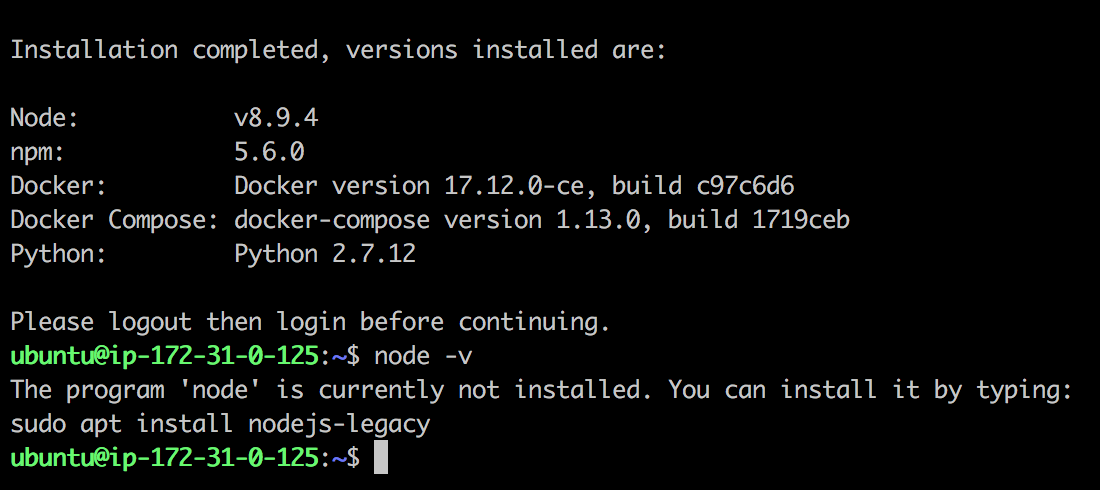 Installation completed, versions installed are:
Node: v8.9.4
npm: 5.6.0
Docker: Docker version 17.12.0-ce, build c97c6d6
Docker Compose: docker-compose version 1.13.0, build 1719ceb
Python: Python 2.7.12
Please logout then login before continuing.
ubuntu@ip-172-31-0-125:~$ node -v
The program 'node' is currently not installed. You can install it by typing:
sudo apt install nodejs-legacy
ubuntu@ip-172-31-0-125:~$